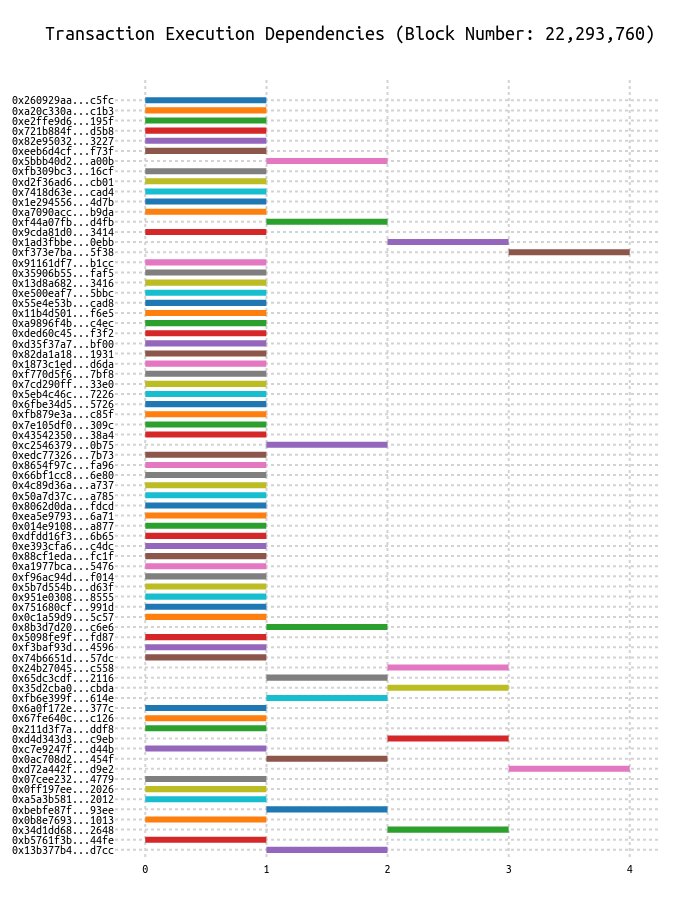 Transaction Execution Dependencies (Block Number: 22,293,760)
0x260929aa...c5fc
0xa20c330a...c1b3
0xe2ffe9d6...195f
0x721b884f...d5b8
0x82e95032...3227
0xeeb6d4cf...f73f
0x5bbb40d2...a00b
0xfb309bc3...16cf
0xd2f36ad6...cb01
0x7418d63e...cad4
0x1e294556...4d7b
0xa7090acc...b9da
0xf44a07fb...d4fb
0x9cda81d0...3414
0x1ad3fbbe...0ebb
0xf373e7ba...5f38
0x91161df7...b1cc
0x35906b55...faf5
0x13d8a682...3416
0xe500eaf7...5bbc
0x55e4e53b...cad8
0x11b4d501...f6e5
0xa9896f4b...c4ec
0xded60c45...f3f2
0xd35f37a7...bf00
0x82da1a18...1931
0x1873c1ed...d6da
0xf770d5f6...7bf8
0x7cd290ff...33e0
0x5eb4c46c...7226
0x6fbe34d5...5726
0xfb879e3a...c85f
0x7e105df0...309c
0x43542350...38a4
0xc2546379...0b75
0xedc77326...7b73
0x8654f97c...fa96
0x66bf1cc8...6e80
0x4c89d36a...a737
0x50a7d37c...a785
0x8062d0da...fdcd
0xea5e9793...6a71
0x014e9108...a877
0xdfdd16f3...6b65
0xe393cfa6...c4dc
0x88cf1eda...fc1f
0xa1977bca...5476
0xf96ac94d...f014
0x5b7d554b...d63f
0x951e0308...8555
0x751680cf...991d
0x0c1a59d9...5c57
0x8b3d7d20...c6e6
0x5098fe9f...fd87
0xf3baf93d...4596
0x74b6651d...57dc
0x24b27045...c558
0x65dc3cdf...2116
0x35d2cba0...cbda
0xfb6e399f...614e
0x6a0f172e...377c
0x67fe640c...c126
0x211d3f7a...ddf8
0xd4d343d3...c9eb
0xc7e9247f...d44b
0x0ac708d2...454f
0xd72a442f...d9e2
0x07cee232...4779
0x0ff197ee...2026
0xa5a3b581...2012
0xbebfe87f...93ee
0x0b8e7693...1013
0x34d1dd68...2648
0xb5761f3b...44fe
0x13b377b4...d7cc
0 1 2 3 4